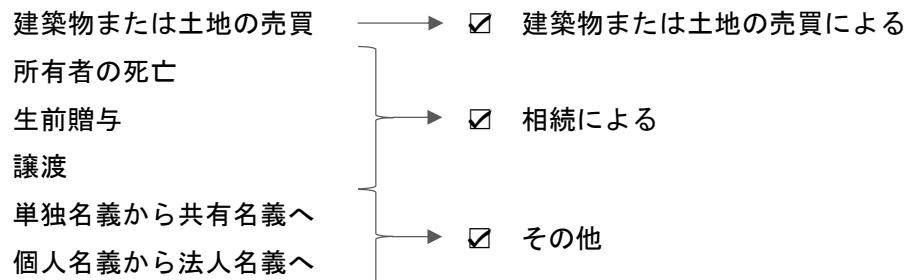 建築物または土地の売買 ☑ 建築物または土地の売買による
所有者の死亡
生前贈与 ☑ 相続による
譲渡
単独名義から共有名義へ
☑ その他
個人名義から法人名義へ